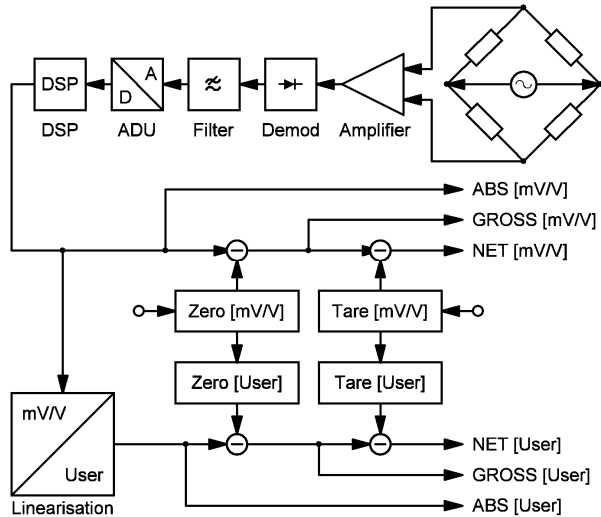 DSP
A
D
DSP
ADU
Filter
Demod
Amplifier
ABS [mV/V]
GROSS [mV/V]
NET [mV/V]
Zero [mV/V]
Tare [mV/V]
Zero [User]
Tare [User]
mV/V
User
Linearisation
NET [User]
GROSS [User]
ABS [User]